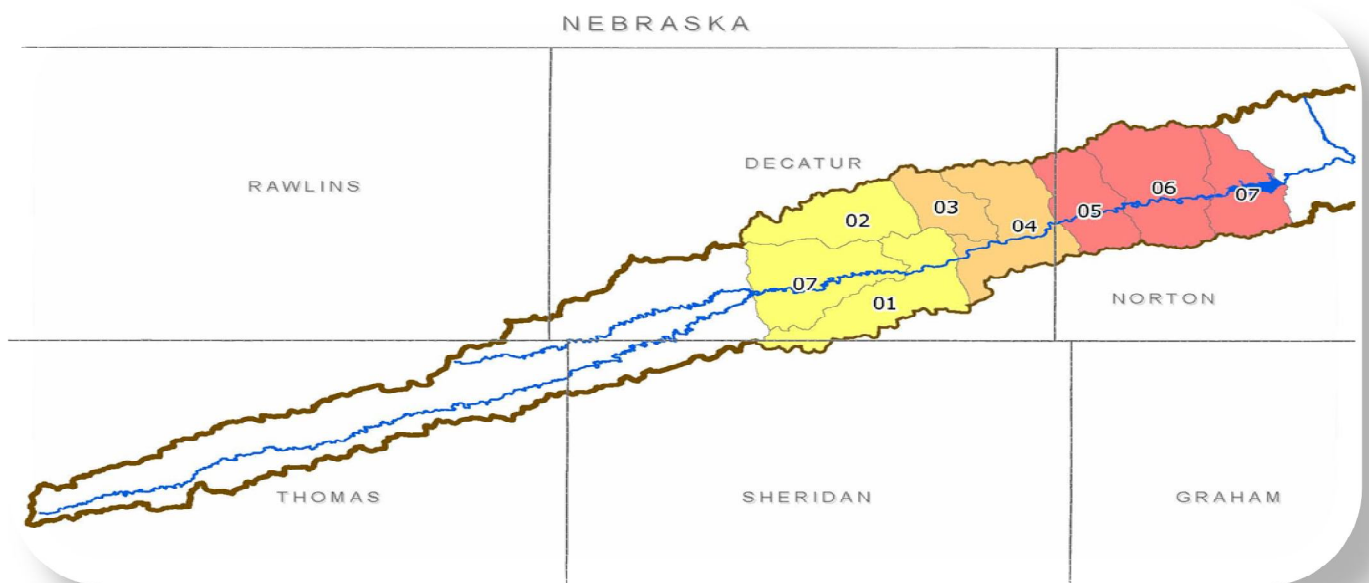 NEBRASKA
DECATUR
RAWLINS
06
07
05
02
03
04
07
01
NORTON
THOMAS
SHERIDAN
GRAHAM